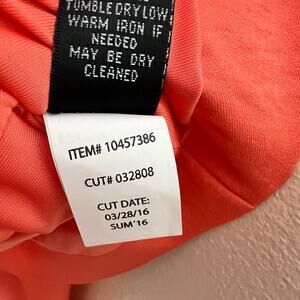 TUMBLE DRY LOW
WARM IRON IF
NEEDED
MAY BE DRY
CLEANED
ITEM# 10457386
CUT# 032808
CUT DATE:
03/28/16
SUM'16